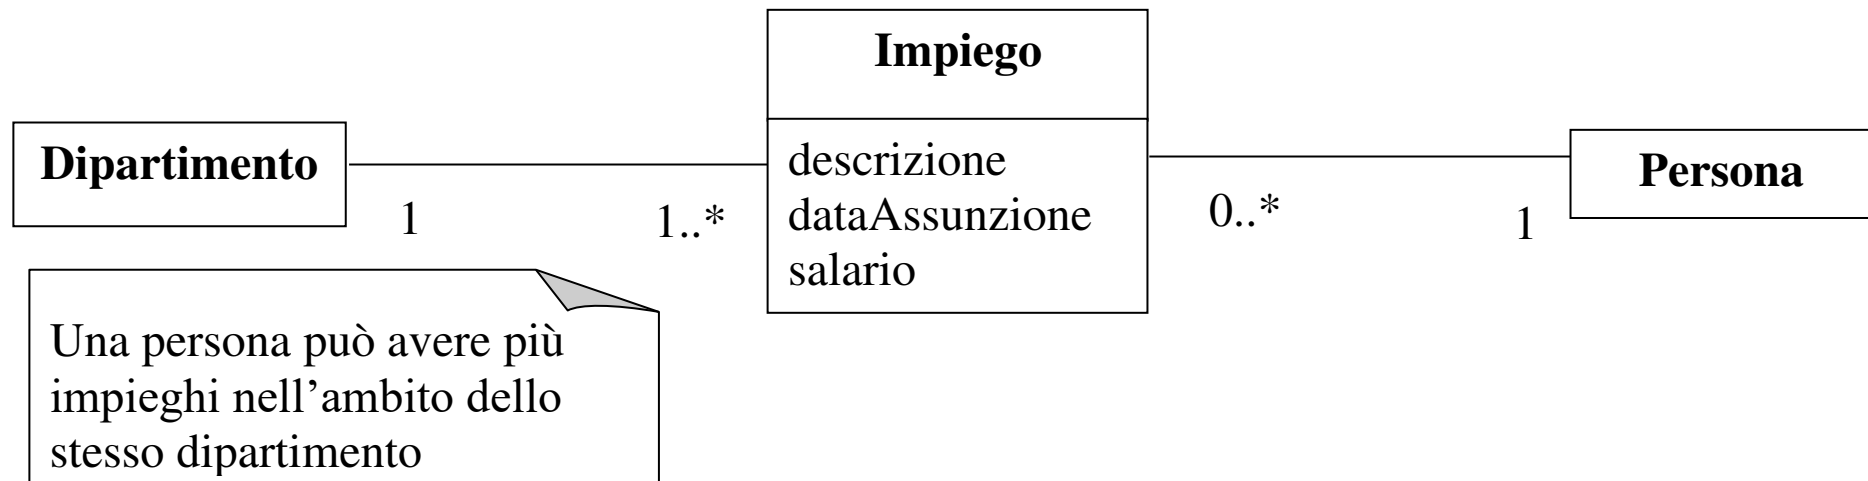 Impiego
Dipartimento
descrizione
dataAssunzione
salario
Persona
1
1..*
0..*
1
Una persona può avere più
impieghi nell’ambito dello
stesso dipartimento